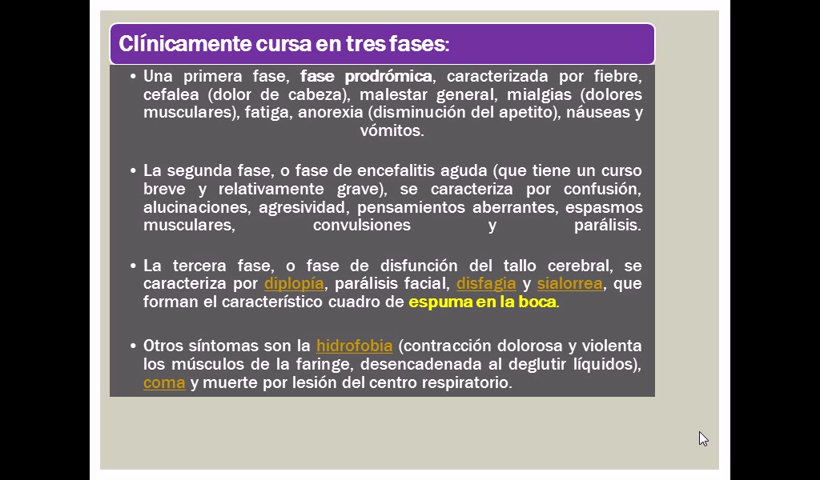 Clínicamente cursa en tres fases:
• Una primera fase, fase prodrómica, caracterizada por fiebre,
cefalea (dolor de cabeza), malestar general, mialgias (dolores
musculares), fatiga, anorexia (disminución del apetito), náuseas y
vómitos.
• La segunda fase, o fase de encefalitis aguda (que tiene un curso
breve y relativamente grave), se caracteriza por confusión,
alucinaciones, agresividad, pensamientos aberrantes, espasmos
musculares, convulsiones y parálisis.
• La tercera fase, o fase de disfunción del tallo cerebral, se
caracteriza por diplopía, parálisis facial, disfagia y sialorrea, que
forman el característico cuadro de espuma en la boca.
• Otros síntomas son la hidrofobia (contracción dolorosa y violenta
los músculos de la faringe, desencadenada al deglutir líquidos),
coma y muerte por lesión del centro respiratorio.